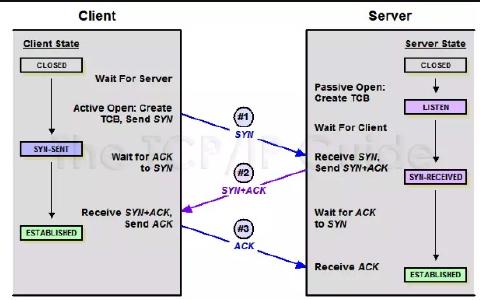 Client
Server
Client State
CLOSED
Wait For Server
Active Open: Create
TCB, Send SYN
SYN-SENT
Wait for ACK
to SYN
Receive SYN+ACK,
Send ACK
ESTABLISHED
#1
SYN
#2
SYN+ACK
#3
ACK
Server State
CLOSED
Passive Open:
Create TCB
LISTEN
Wait For Client
Receive SYN,
Send SYN+ACK
SYN-RECEIVED
Wait for ACK
to SYN
Receive ACK
ESTABLISHED
The TCP/IP Guide